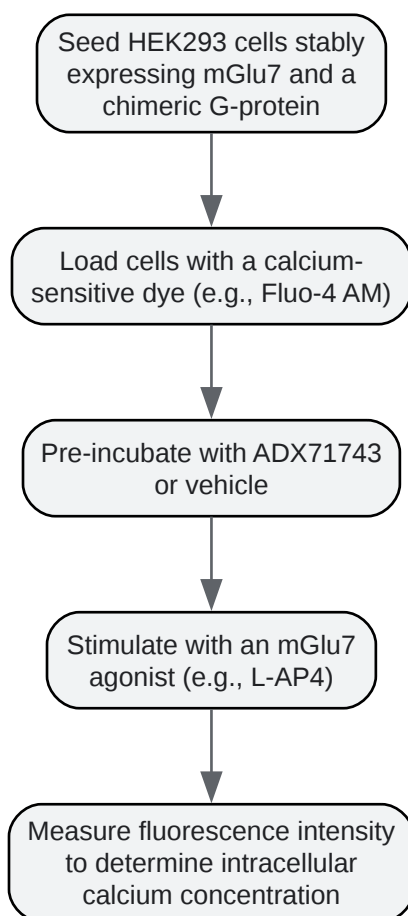 Seed HEK293 cells stably
expressing mGlu7 and a
chimeric G-protein
Load cells with a calcium-
sensitive dye (e.g., Fluo-4 AM)
Pre-incubate with ADX71743
or vehicle
Stimulate with an mGlu7
agonist (e.g., L-AP4)
Measure fluorescence intensity
to determine intracellular
calcium concentration